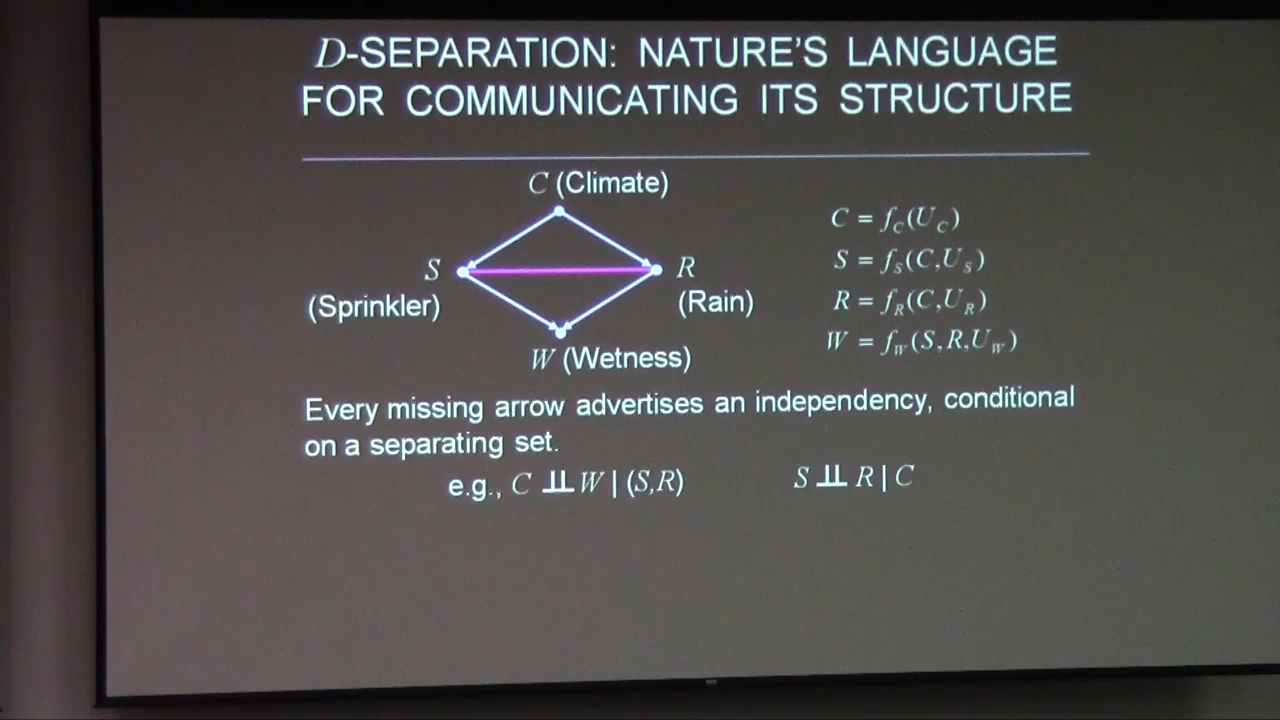 D-SEPARATION: NATURE'S LANGUAGE
FOR COMMUNICATING ITS STRUCTURE
C (Climate)
S
(Sprinkler)
R
(Rain)
W (Wetness)
C = f_C(U_C)
S = f_S(C,U_S)
R = f_R(C,U_R)
W = f_W(S,R,U_W)
Every missing arrow advertises an independency, conditional
on a separating set.
e.g., C ⫫ W | (S,R)
S ⫫ R | C